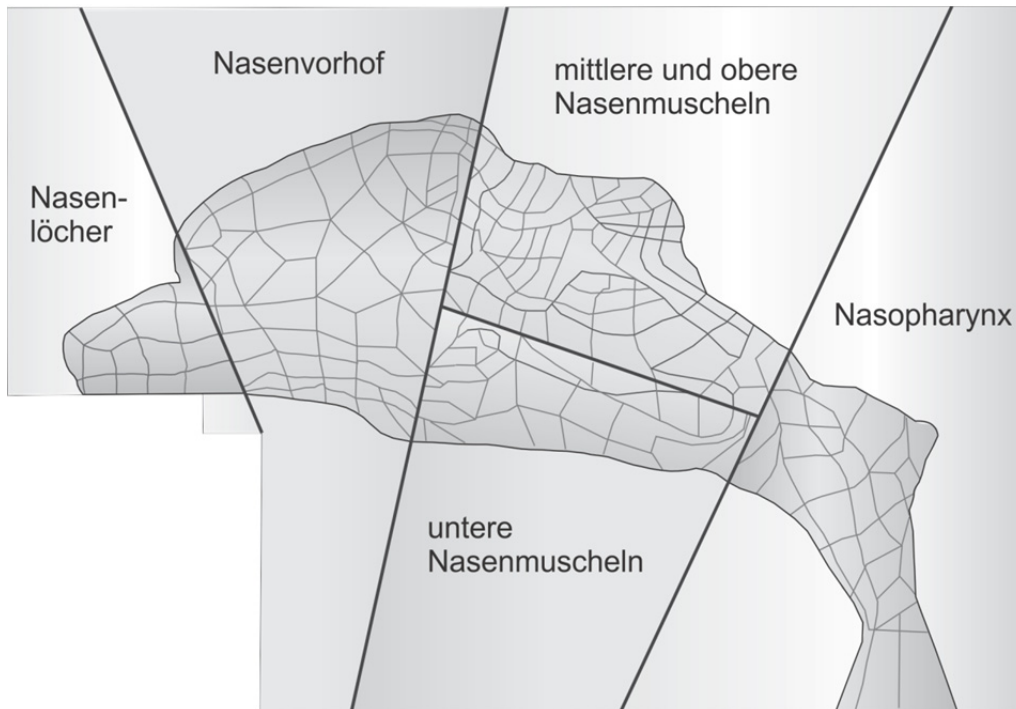 Nasenvorhof
mittlere und obere
Nasenmuscheln
Nasen-
löcher
Nasopharynx
untere
Nasenmuscheln